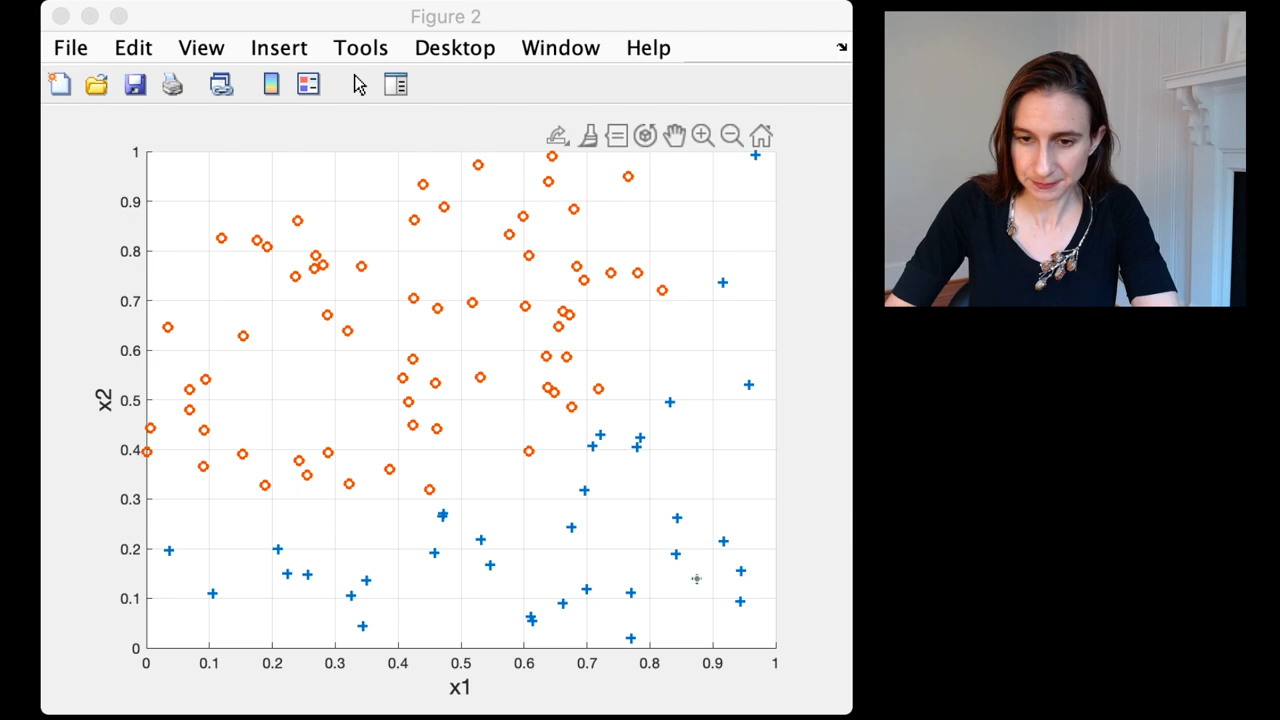 Figure 2
File Edit View Insert Tools Desktop Window Help
1
0.9
0.8
0.7
0.6
0.5
0.4
0.3
0.2
0.1
0
x2
0 0.1 0.2 0.3 0.4 0.5 0.6 0.7 0.8 0.9 1
x1